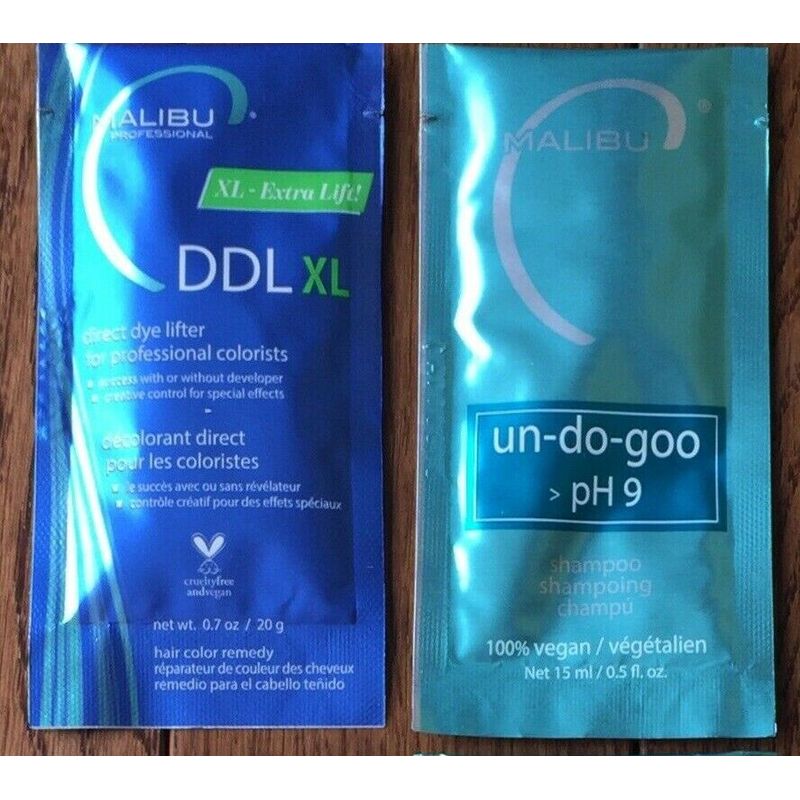 MALIBU ®
PROFESSIONAL
XL - Extra Lift!
DDL XL
direct dye lifter
for professional colorists
■ success with or without developer
■ creative control for special effects
-
décolorant direct
pour les coloristes
■ le succès avec ou sans révélateur
■ contrôle créatif pour des effets spéciaux
crueltyfree
andvegan
net wt. 0.7 oz / 20 g
hair color remedy
réparateur de couleur des cheveux
remedio para el cabello teñido
MALIBU ®
un-do-goo
> pH 9
shampoo
shampoing
champú
100% vegan / végétalien
Net 15 ml / 0.5 fl. oz.